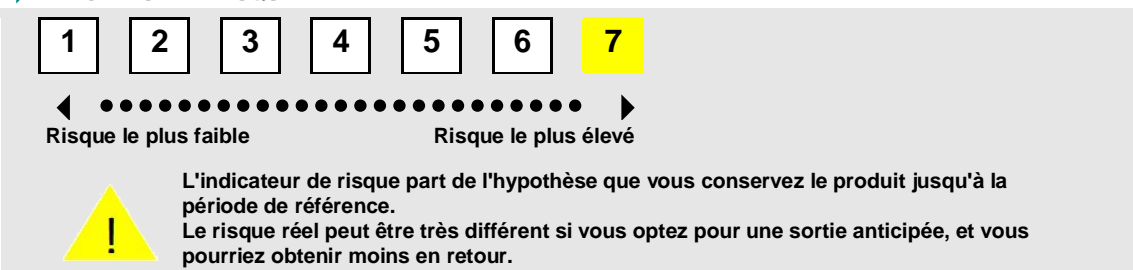 1 2 3 4 5 6 7
Risque le plus faible Risque le plus élevé
L'indicateur de risque part de l'hypothèse que vous conservez le produit jusqu'à la
période de référence.
! Le risque réel peut être très différent si vous optez pour une sortie anticipée, et vous
pourriez obtenir moins en retour.